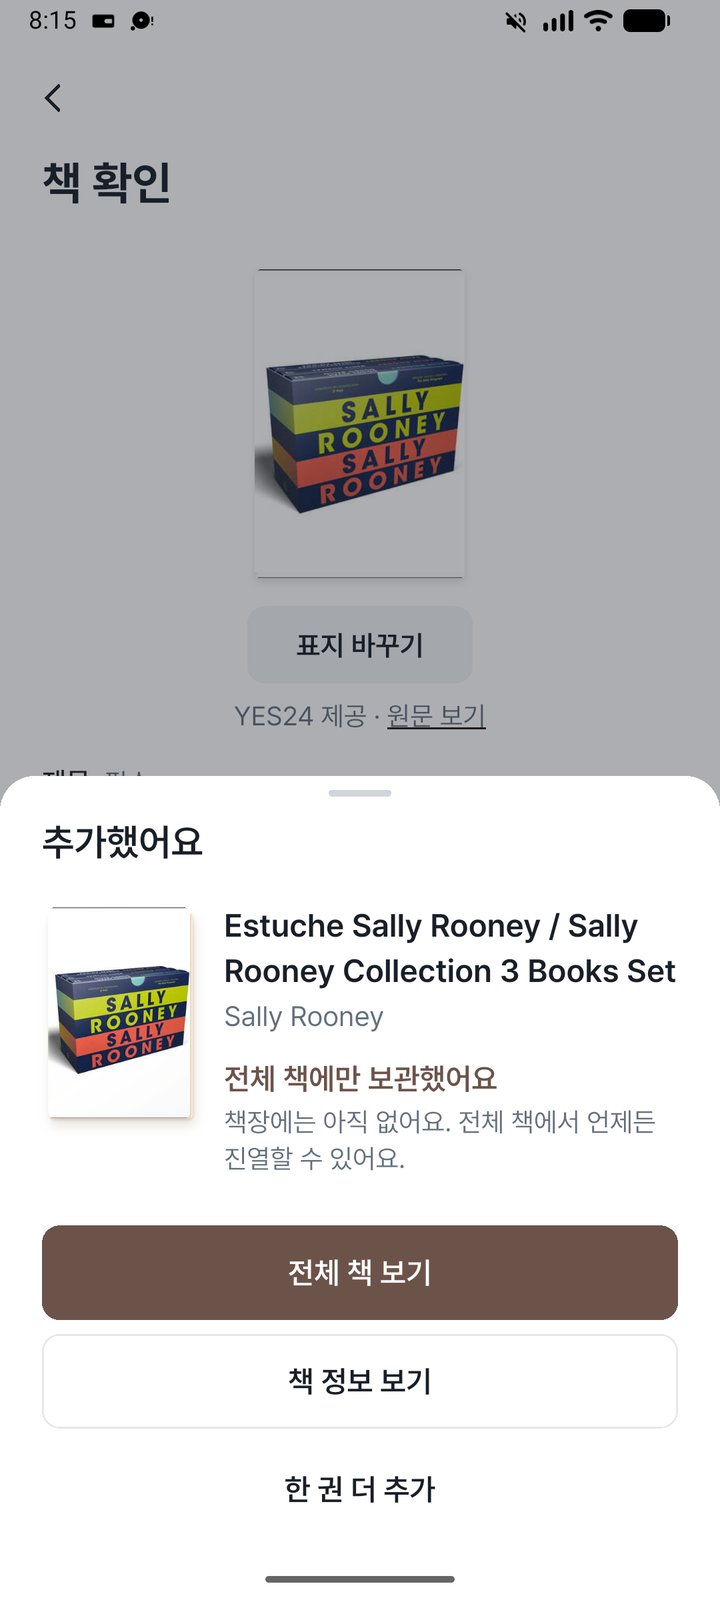 8:15
책 확인
SALLY
ROONEY
SALLY
ROONEY
표지 바꾸기
YES24 제공 · 원문 보기
추가했어요
SALLY
ROONEY
SALLY
ROONEY
Estuche Sally Rooney / Sally
Rooney Collection 3 Books Set
Sally Rooney
전체 책에만 보관했어요
책장에는 아직 없어요. 전체 책에서 언제든
진열할 수 있어요.
전체 책 보기
책 정보 보기
한 권 더 추가